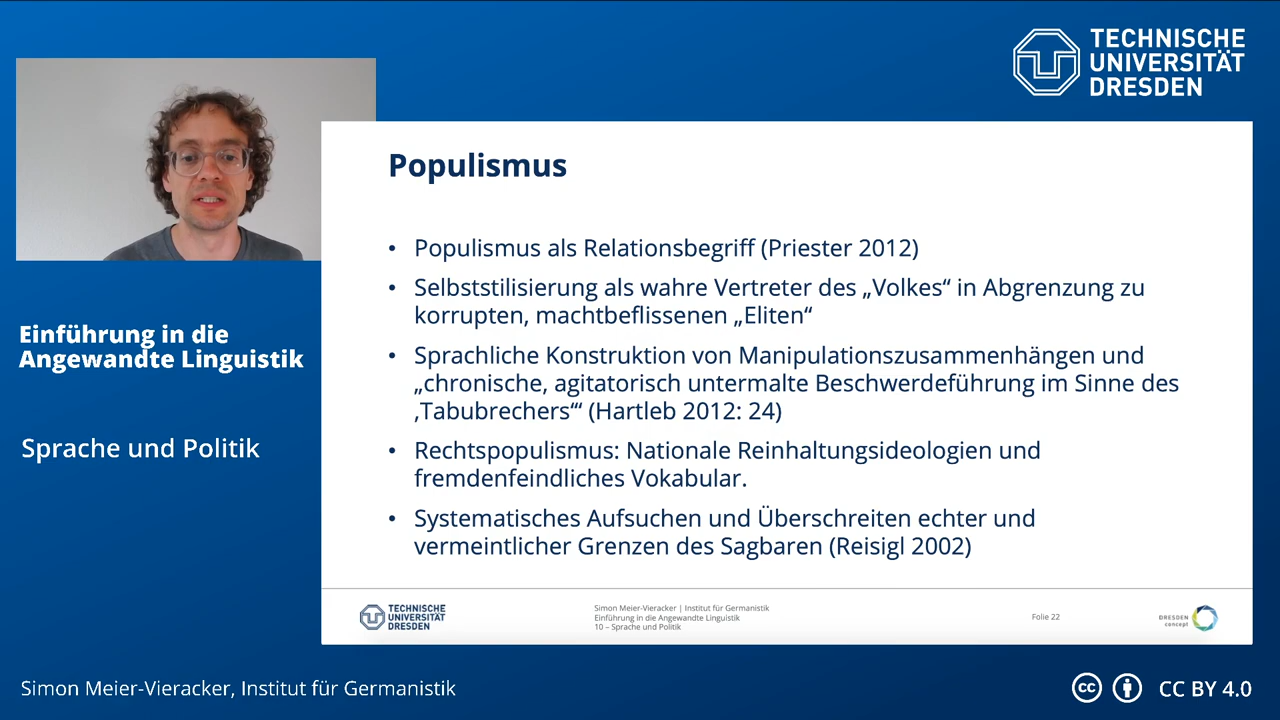 TECHNISCHE
UNIVERSITÄT
DRESDEN
Einführung in die
Angewandte Linguistik
Sprache und Politik
Populismus
• Populismus als Relationsbegriff (Priester 2012)
• Selbststilisierung als wahre Vertreter des „Volkes“ in Abgrenzung zu
korrupten, machtbeflissenen „Eliten“
• Sprachliche Konstruktion von Manipulationszusammenhängen und
„chronische, agitatorisch untermalte Beschwerdeführung im Sinne des
‚Tabubrechers‘“ (Hartleb 2012: 24)
• Rechtspopulismus: Nationale Reinhaltungsideologien und
fremdenfeindliches Vokabular.
• Systematisches Aufsuchen und Überschreiten echter und
vermeintlicher Grenzen des Sagbaren (Reisigl 2002)
TECHNISCHE
UNIVERSITÄT
DRESDEN
Simon Meier-Vieracker | Institut für Germanistik
Einführung in die Angewandte Linguistik
10 – Sprache und Politik
Folie 22
DRESDEN
concept
Simon Meier-Vieracker, Institut für Germanistik
cc
CC BY 4.0